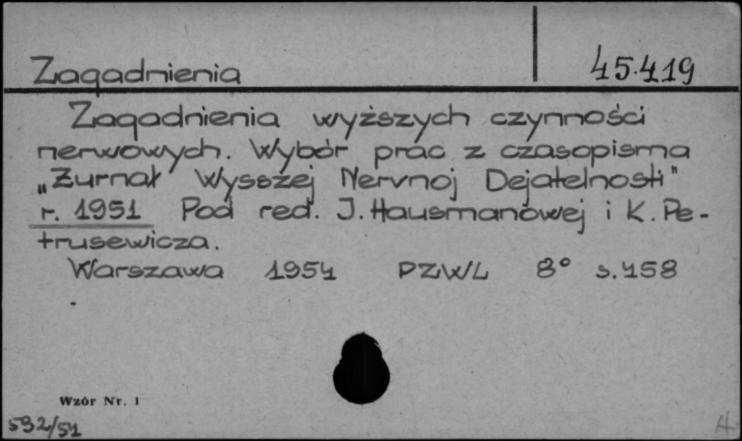 Zagadnienia 45.419
Zagadnienia wyższych czynności
nerwowych. Wybór prac z czasopisma
„Żurnał Wysszej Nervnoj Dejatelnosti"
r. 1951 Pod red. J. Hausmanowej i K. Pe-
trusewicza.
Warszawa 1954 PZWL 8° s. 458
Wzór Nr. 1
592/51
A